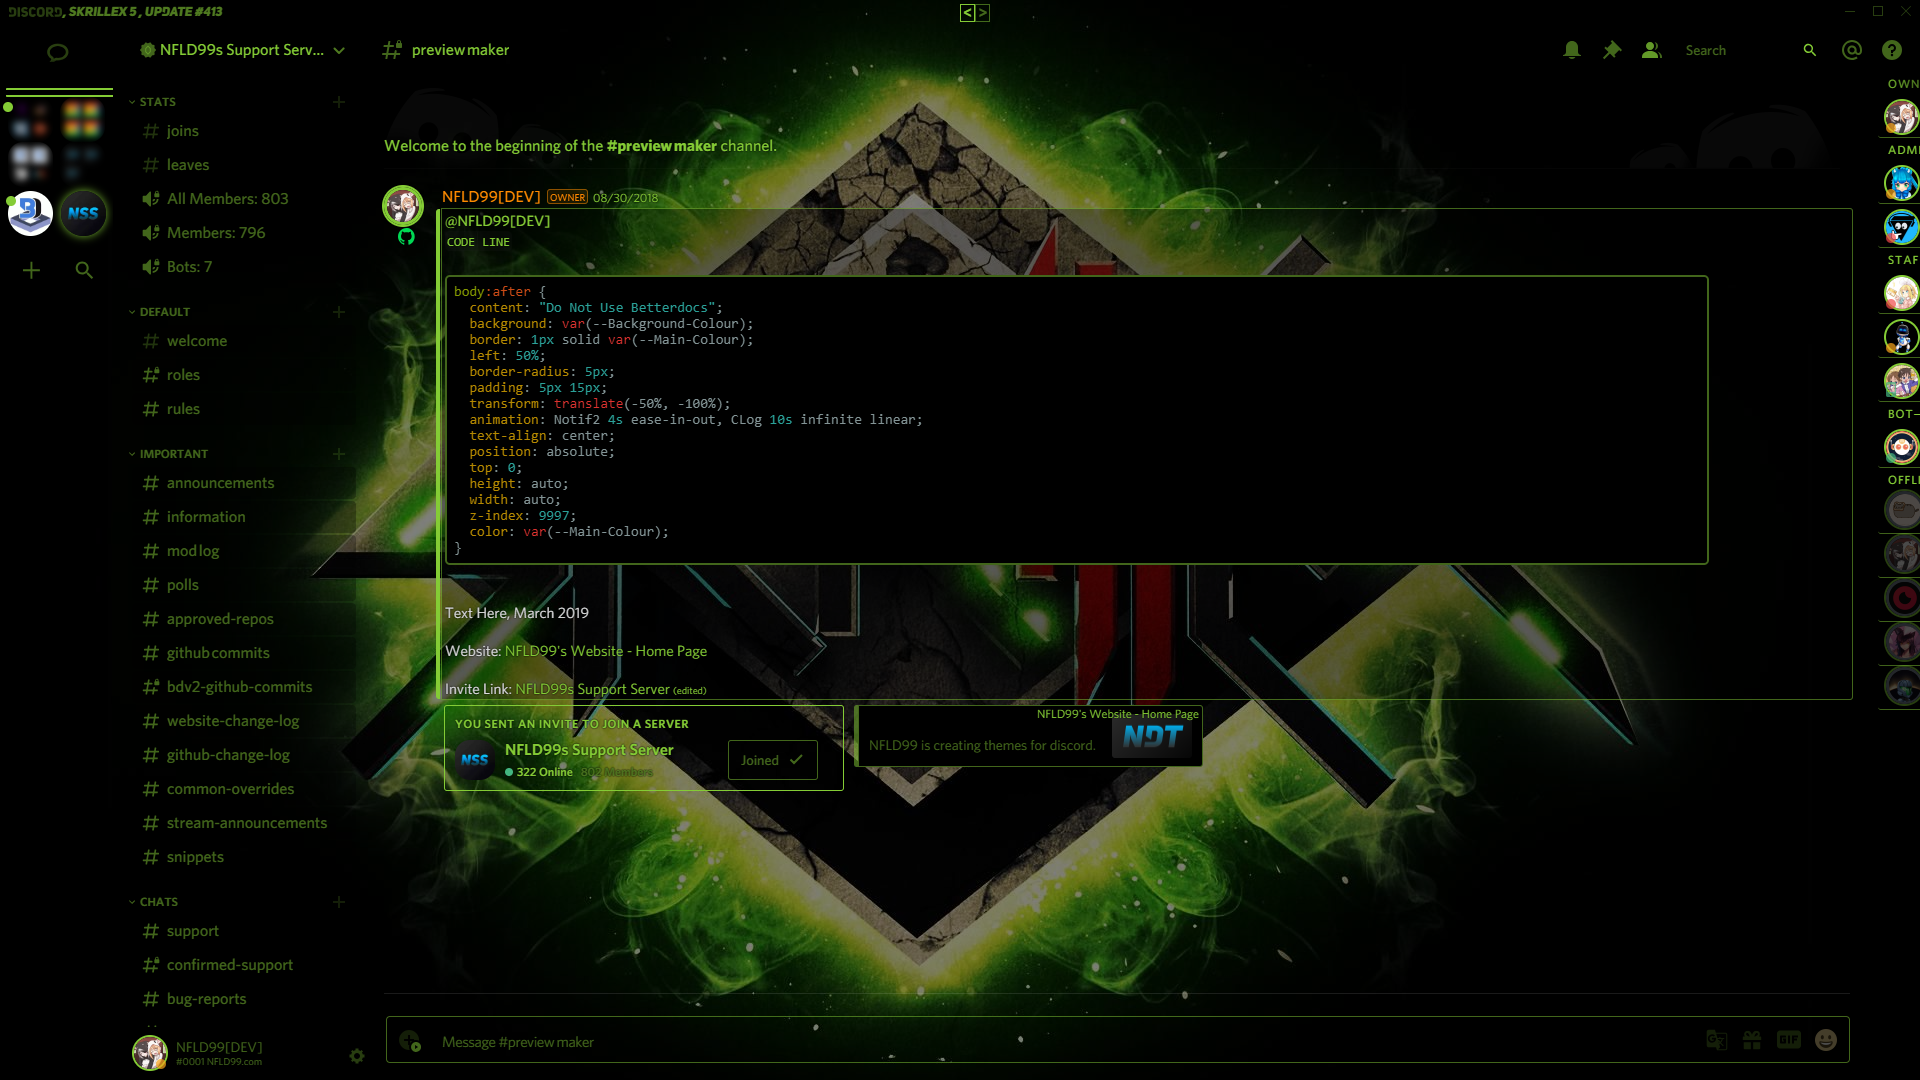 DISCORD, SKRILLEX 5 , UPDATE #413
< >
NFLD99s Support Serv...
preview maker
Search
STATS
joins
leaves
All Members: 803
Members: 796
Bots: 7
DEFAULT
welcome
roles
rules
IMPORTANT
announcements
information
mod log
polls
approved-repos
github commits
bdv2-github-commits
website-change-log
github-change-log
common-overrides
stream-announcements
snippets
CHATS
support
confirmed-support
bug-reports
NSS
NFLD99[DEV]
#0001 NFLD99.com
Welcome to the beginning of the #preview maker channel.
NFLD99[DEV] OWNER 08/30/2018
@NFLD99[DEV]
CODE LINE
body:after {
content: "Do Not Use Betterdocs";
background: var(--Background-Colour);
border: 1px solid var(--Main-Colour);
left: 50%;
border-radius: 5px;
padding: 5px 15px;
transform: translate(-50%, -100%);
animation: Notif2 4s ease-in-out, CLog 10s infinite linear;
text-align: center;
position: absolute;
top: 0;
height: auto;
width: auto;
z-index: 9997;
color: var(--Main-Colour);
}
Text Here, March 2019
Website: NFLD99's Website - Home Page
Invite Link: NFLD99s Support Server (edited)
YOU SENT AN INVITE TO JOIN A SERVER
NSS
NFLD99s Support Server
322 Online 802 Members
Joined
NFLD99's Website - Home Page
NFLD99 is creating themes for discord.
NDT
Message #preview maker
GIF
OWN
ADMI
STAF
BOT—
OFFLI